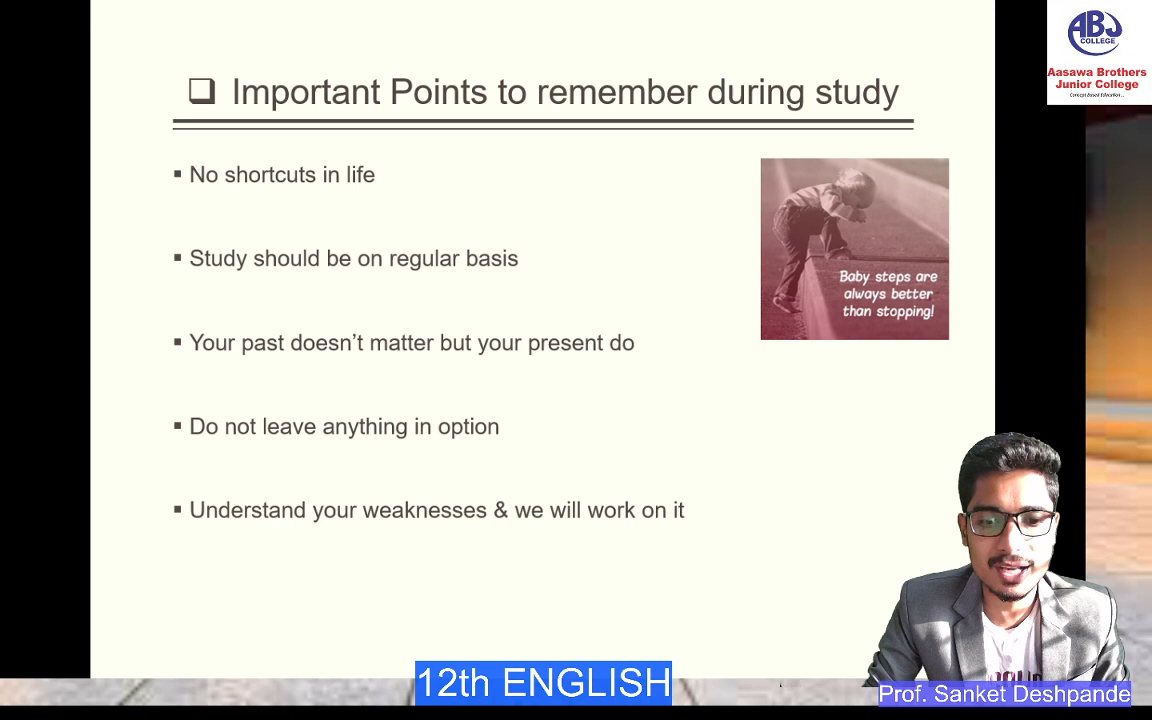 ABJ
COLLEGE
Aasawa Brothers
Junior College
Concept Based Education...
❑ Important Points to remember during study
▪ No shortcuts in life
▪ Study should be on regular basis
▪ Your past doesn’t matter but your present do
▪ Do not leave anything in option
▪ Understand your weaknesses & we will work on it
Baby steps are
always better
than stopping!
12th ENGLISH
Prof. Sanket Deshpande